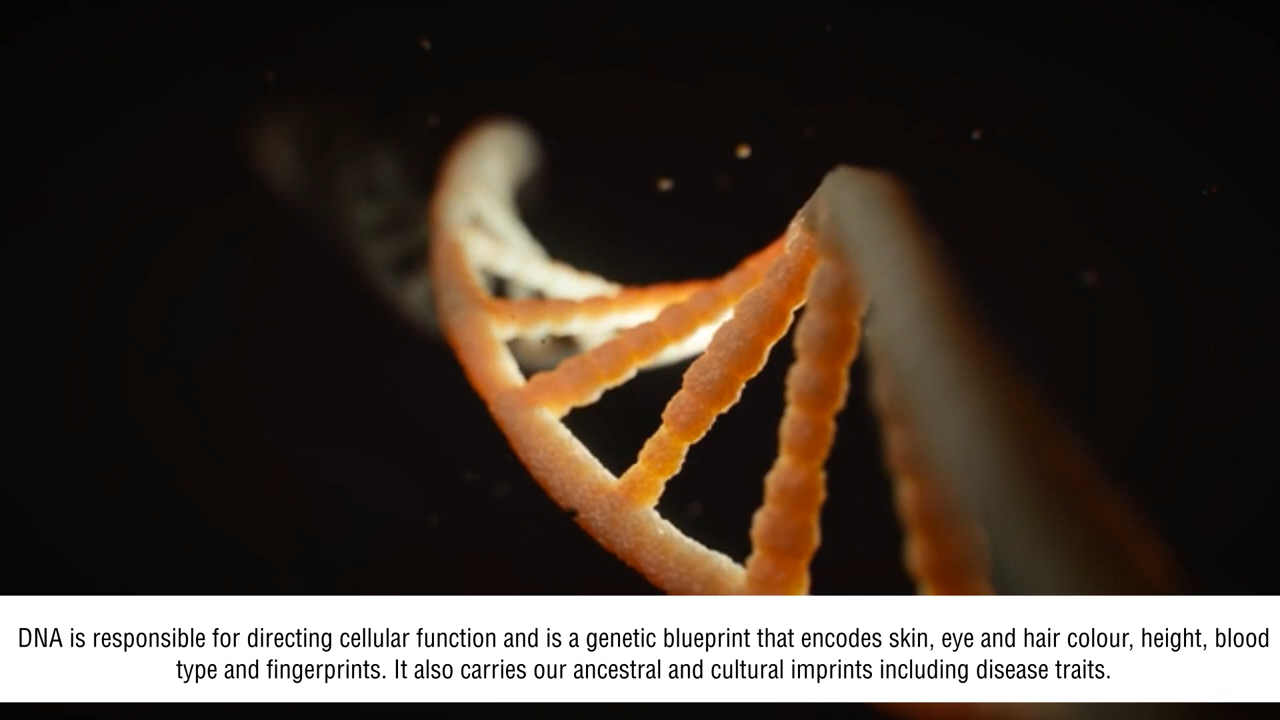 DNA is responsible for directing cellular function and is a genetic blueprint that encodes skin, eye and hair colour, height, blood
type and fingerprints. It also carries our ancestral and cultural imprints including disease traits.